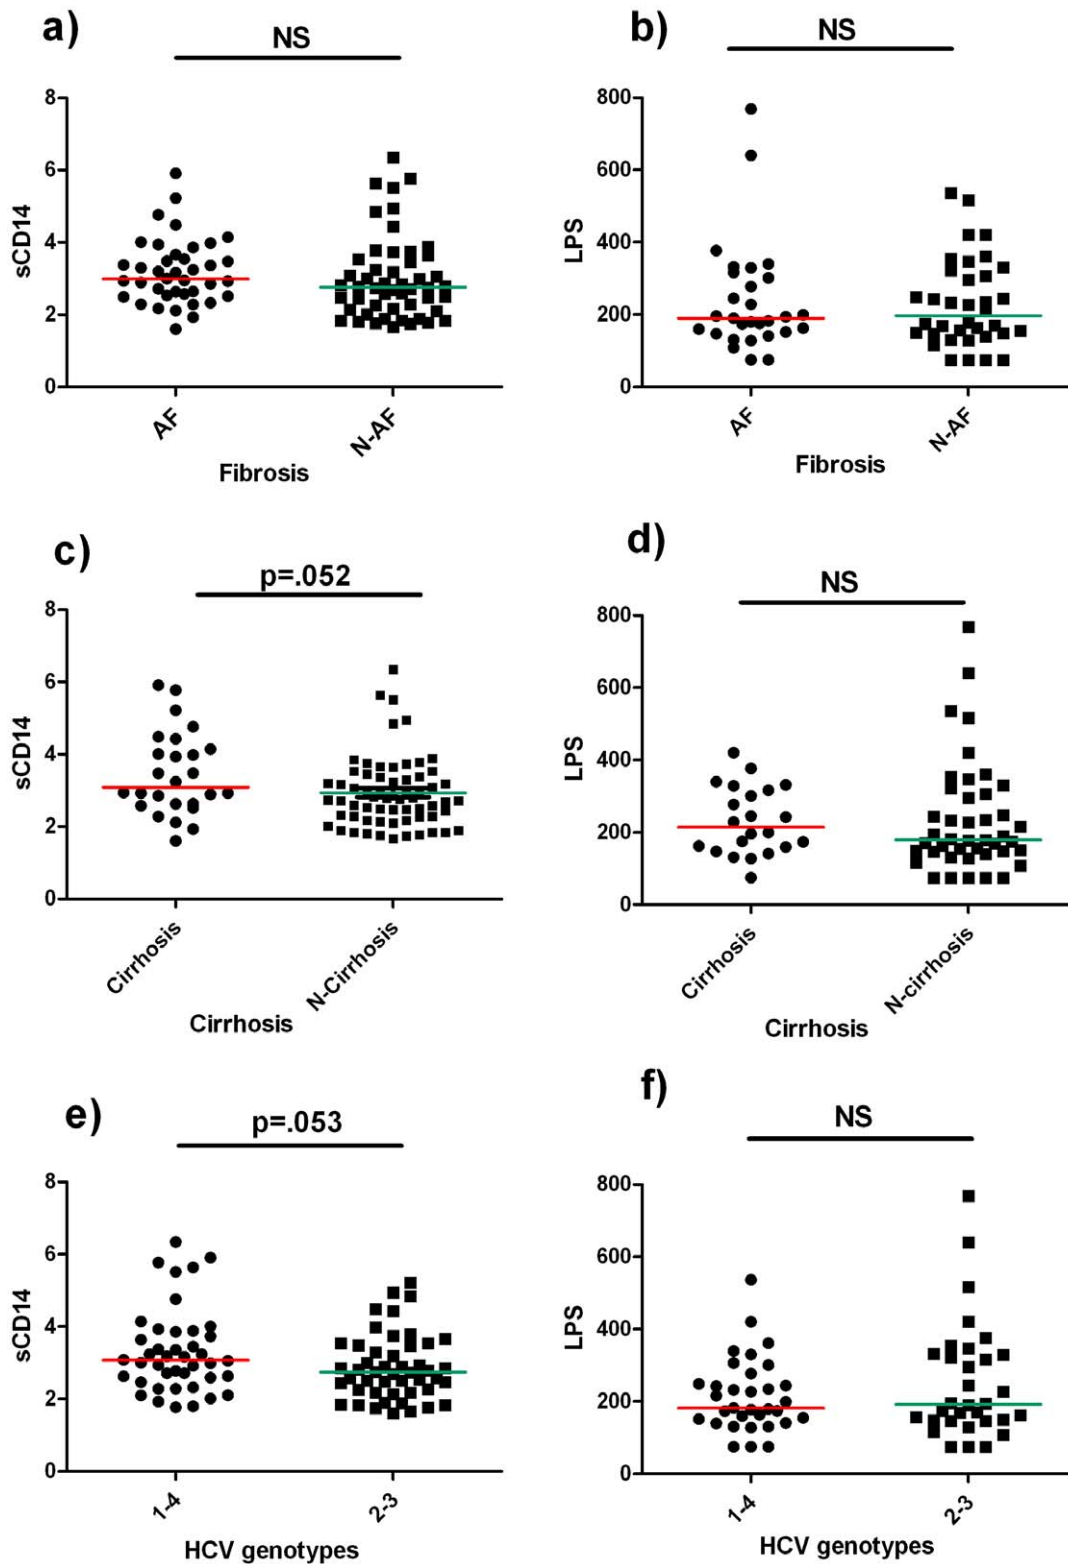 a)
NS
8
6
4
2
0
sCD14
AF
N-AF
Fibrosis
b)
NS
800
600
400
200
0
LPS
AF
N-AF
Fibrosis
c)
p=.052
8
6
4
2
0
sCD14
Cirrhosis
N-Cirrhosis
Cirrhosis
d)
NS
800
600
400
200
0
LPS
Cirrhosis
N-cirrhosis
Cirrhosis
e)
p=.053
8
6
4
2
0
sCD14
1-4
2-3
HCV genotypes
f)
NS
800
600
400
200
0
LPS
1-4
2-3
HCV genotypes